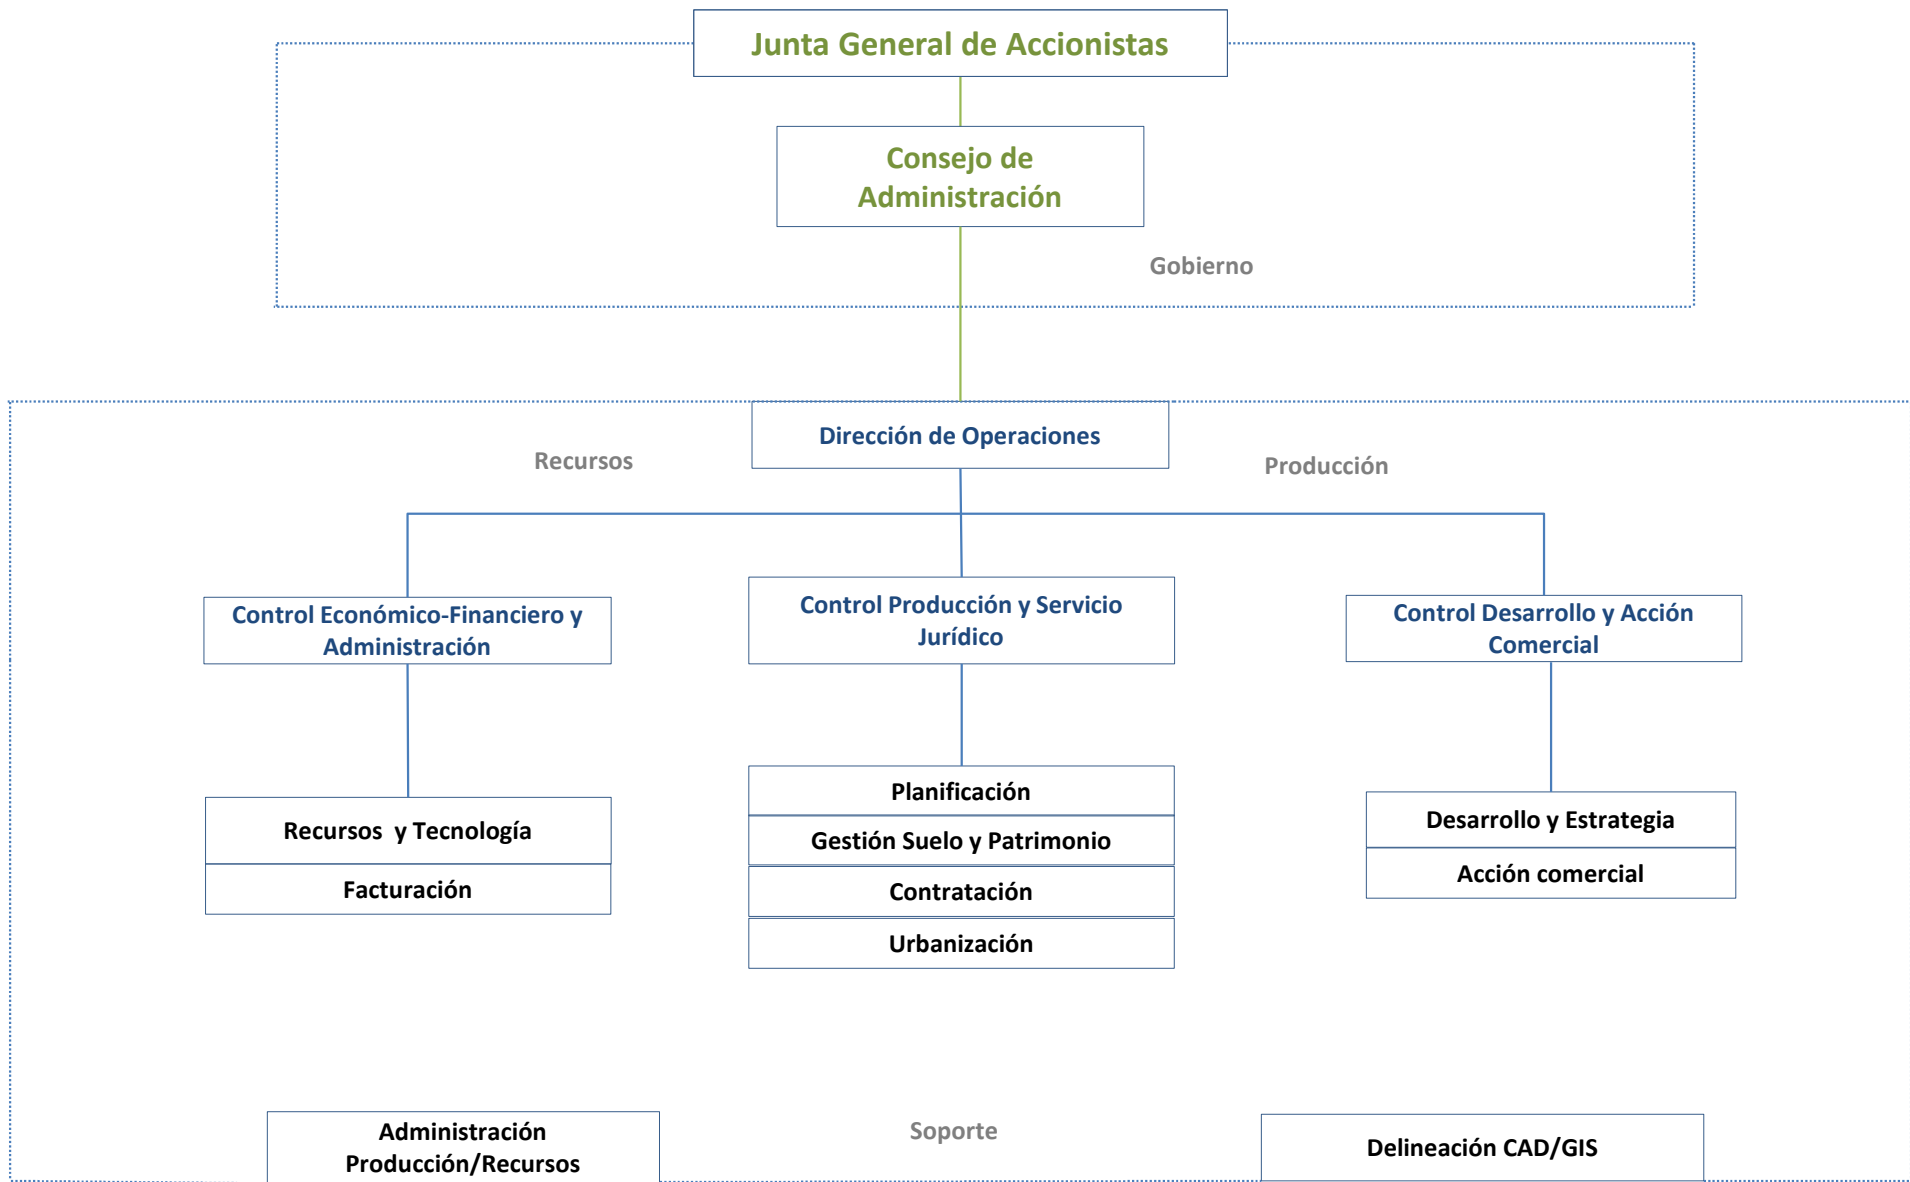 Junta General de Accionistas
Consejo de
Administración
Gobierno
Dirección de Operaciones
Recursos
Producción
Control Económico-Financiero y
Administración
Control Producción y Servicio
Jurídico
Control Desarrollo y Acción
Comercial
Recursos y Tecnología
Facturación
Planificación
Gestión Suelo y Patrimonio
Contratación
Urbanización
Desarrollo y Estrategia
Acción comercial
Administración
Producción/Recursos
Soporte
Delineación CAD/GIS